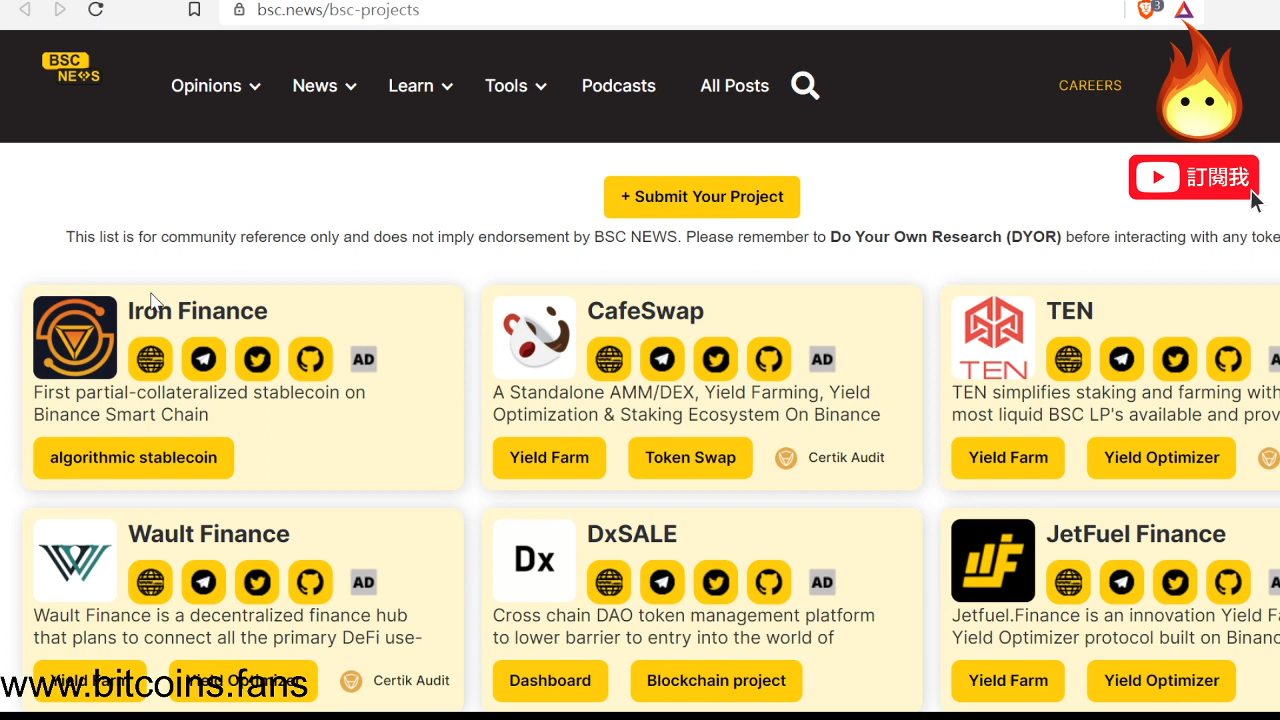 bsc.news/bsc-projects
3
BSC
NEWS
Opinions
News
Learn
Tools
Podcasts
All Posts
CAREERS
訂閱我
+ Submit Your Project
This list is for community reference only and does not imply endorsement by BSC NEWS. Please remember to Do Your Own Research (DYOR) before interacting with any toke
Iron Finance
AD
First partial-collateralized stablecoin on
Binance Smart Chain
algorithmic stablecoin
CafeSwap
AD
A Standalone AMM/DEX, Yield Farming, Yield
Optimization & Staking Ecosystem On Binance
Yield Farm
Token Swap
Certik Audit
TEN
TEN
TEN simplifies staking and farming with
most liquid BSC LP's available and prov
Yield Farm
Yield Optimizer
Wault Finance
AD
Wault Finance is a decentralized finance hub
that plans to connect all the primary DeFi use-
Yield Farm
Yield Optimizer
Certik Audit
Dx
DxSALE
AD
Cross chain DAO token management platform
to lower barrier to entry into the world of
Dashboard
Blockchain project
JetFuel Finance
Jetfuel.Finance is an innovation Yield Fa
Yield Optimizer protocol built on Binanc
Yield Farm
Yield Optimizer
www.bitcoins.fans